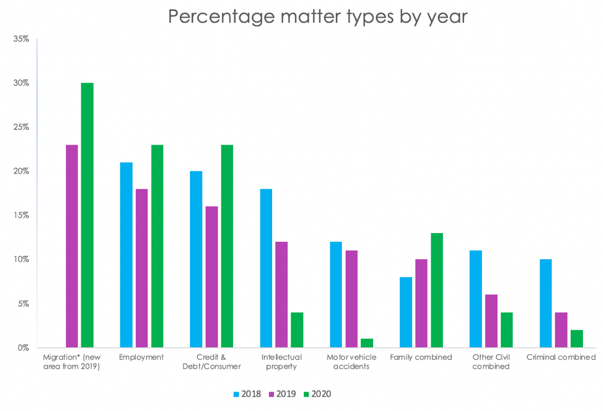 Percentage matter types by year
35%
30%
25%
20%
15%
10%
5%
0%
Migration* (new
area from 2019)
Employment
Credit &
Debt/Consumer
Intellectual
property
Motor vehicle
accidents
Family combined
Other Civil
combined
Criminal combined
2018 2019 2020